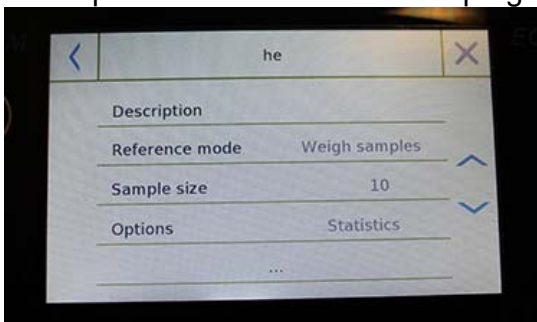 he
Description
Reference mode Weigh samples
Sample size 10
Options Statistics
...